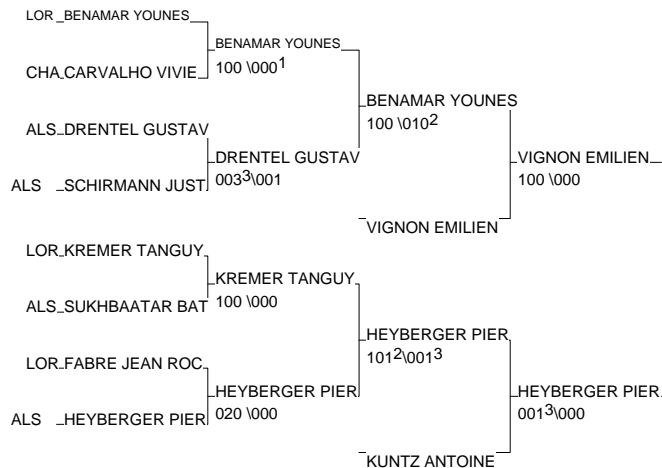 LOR BENAMAR YOUNES
BENAMAR YOUNES
100 \000¹
CHA CARVALHO VIVIE
BENAMAR YOUNES
100 \010²
ALS DRENTEL GUSTAV
DRENTEL GUSTAV
003³\001
ALS SCHIRMANN JUST
VIGNON EMILIEN
100 \000
VIGNON EMILIEN
LOR KREMER TANGUY
KREMER TANGUY
100 \000
ALS SUKHBAATAR BAT
HEYBERGER PIER
101²\001³
LOR FABRE JEAN ROC
HEYBERGER PIER
020 \000
ALS HEYBERGER PIER
HEYBERGER PIER
001³\000
KUNTZ ANTOINE